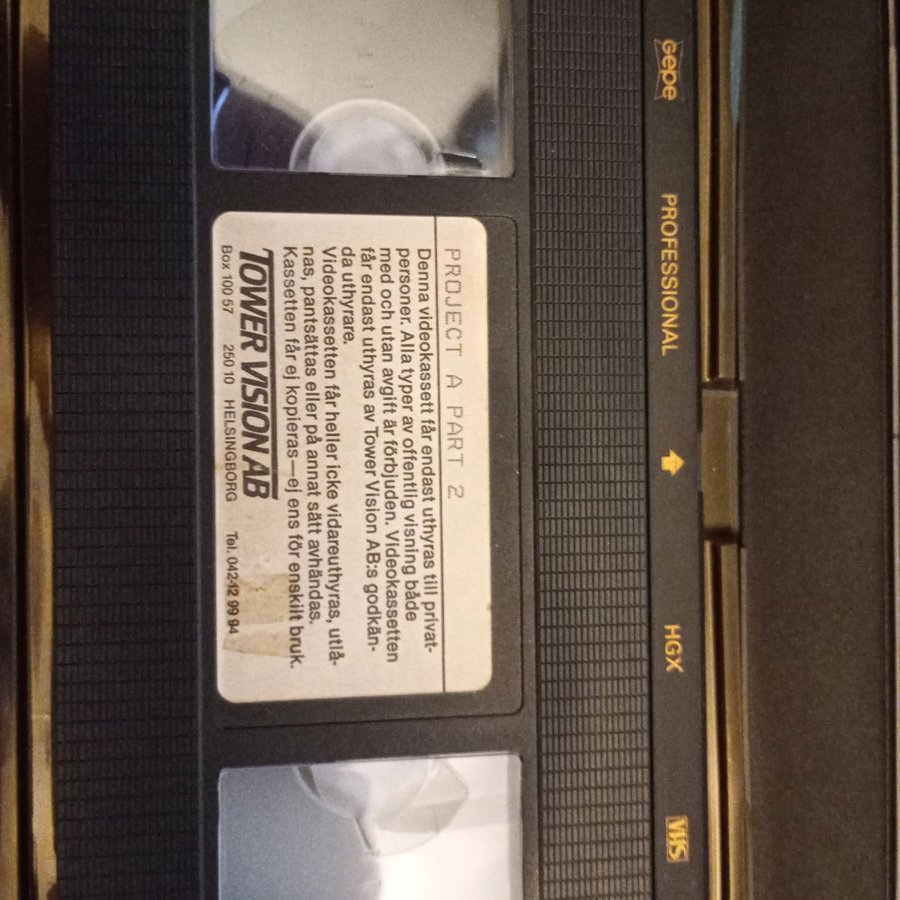 PROJECT A PART 2
Denna videokassett får endast uthyras till privat-
personer. Alla typer av offentlig visning både
med och utan avgift är förbjuden. Videokassetten
får endast uthyras av Tower Vision AB:s godkän-
da uthyrare.
Videokassetten får heller icke vidareuthyras, utlå-
nas, pantsättas eller på annat sätt avhändas.
Kassetten får ej kopieras—ej ens för enskilt bruk.
TOWER VISION AB
Box 100 57 250 10 HELSINGBORG Tel. 042-12 99 94
Gepe PROFESSIONAL HGX VHS